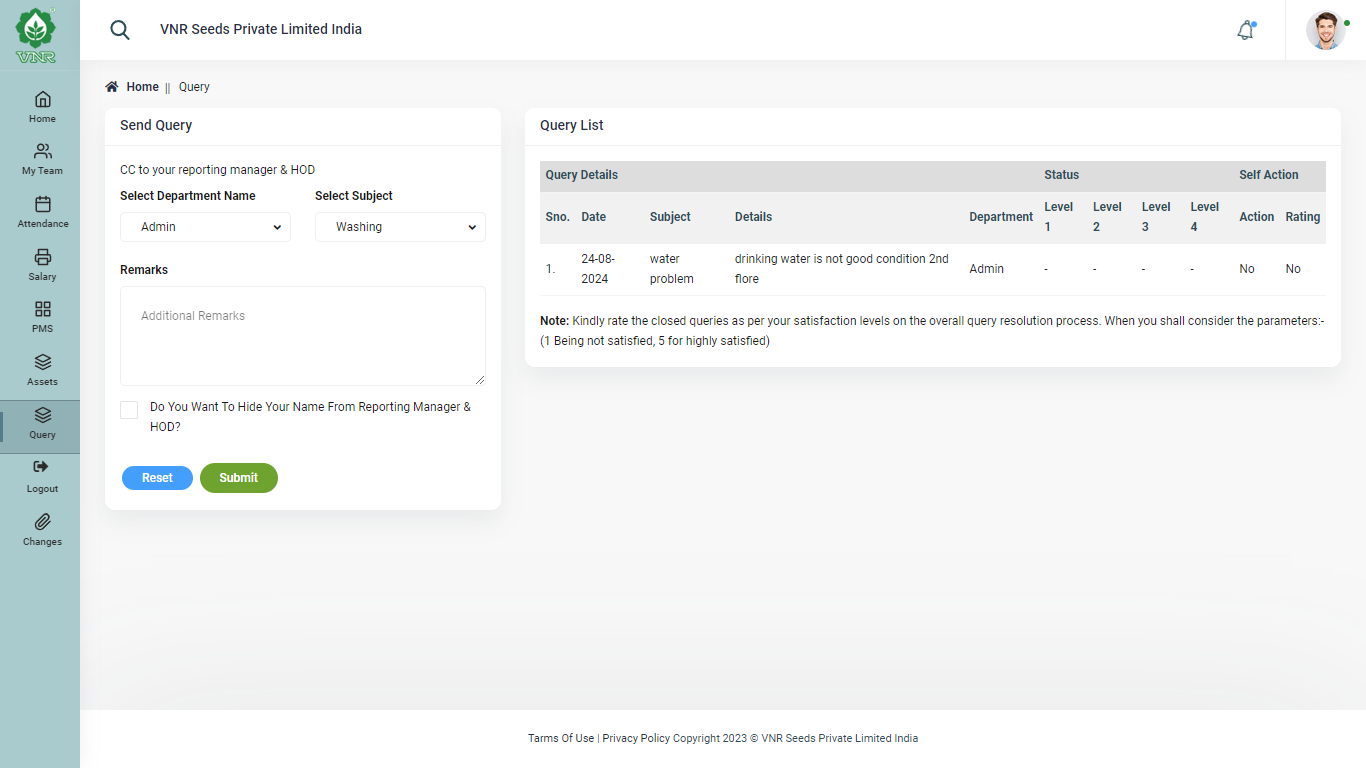 VNR
VNR Seeds Private Limited India
Home
My Team
Attendance
Salary
PMS
Assets
Query
Logout
Changes
Home || Query
Send Query
CC to your reporting manager & HOD
Select Department Name Select Subject
Admin Washing
Remarks
Additional Remarks
Do You Want To Hide Your Name From Reporting Manager &
HOD?
Reset Submit
Query List
Query Details Status Self Action
Sno. Date Subject Details Department Level 1 Level 2 Level 3 Level 4 Action Rating
1. 24-08-2024 water problem drinking water is not good condition 2nd flore Admin - - - - No No
Note: Kindly rate the closed queries as per your satisfaction levels on the overall query resolution process. When you shall consider the parameters:-
(1 Being not satisfied, 5 for highly satisfied)
Tarms Of Use | Privacy Policy Copyright 2023 © VNR Seeds Private Limited India